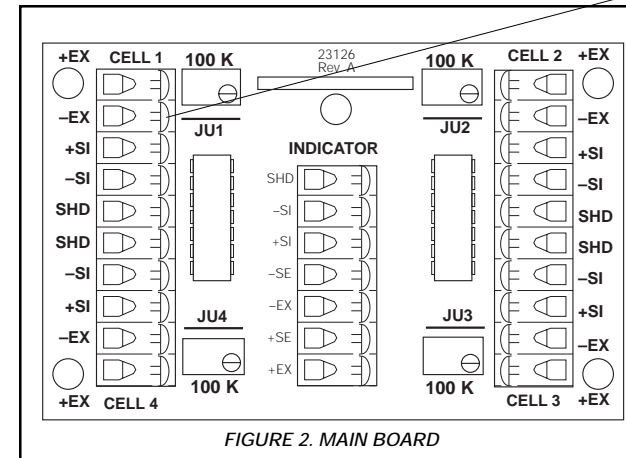 +EX CELL 1 100 K 23126 100 K CELL 2 +EX
Rev. A
–EX –EX
JU1 JU2
+SI INDICATOR +SI
–SI SHD –SI
SHD –SI SHD
SHD +SI SHD
–SI –SE –SI
+SI –EX +SI
JU4 JU3
–EX +SE –EX
+EX
100 K 100 K
+EX CELL 4 CELL 3 +EX
FIGURE 2. MAIN BOARD